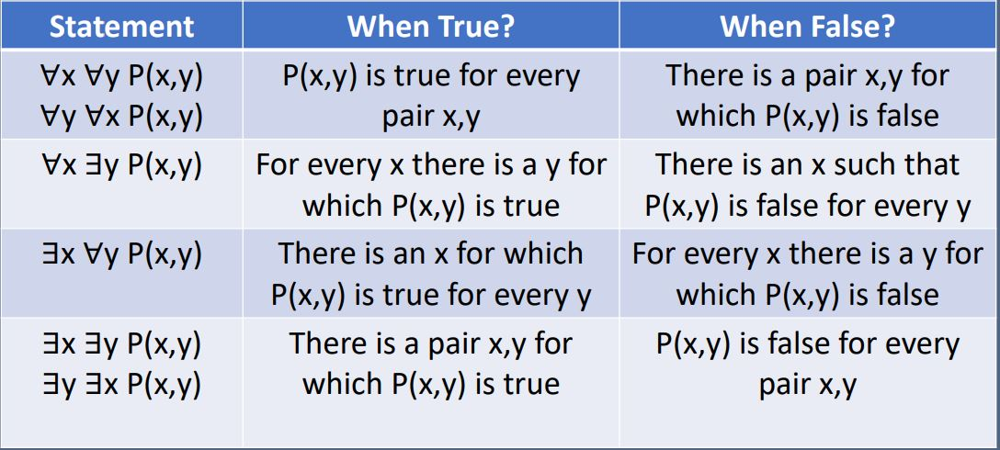 Statement When True? When False?
∀x ∀y P(x,y)
∀y ∀x P(x,y)
P(x,y) is true for every
pair x,y
There is a pair x,y for
which P(x,y) is false
∀x ∃y P(x,y)
For every x there is a y for
which P(x,y) is true
There is an x such that
P(x,y) is false for every y
∃x ∀y P(x,y)
There is an x for which
P(x,y) is true for every y
For every x there is a y for
which P(x,y) is false
∃x ∃y P(x,y)
∃y ∃x P(x,y)
There is a pair x,y for
which P(x,y) is true
P(x,y) is false for every
pair x,y